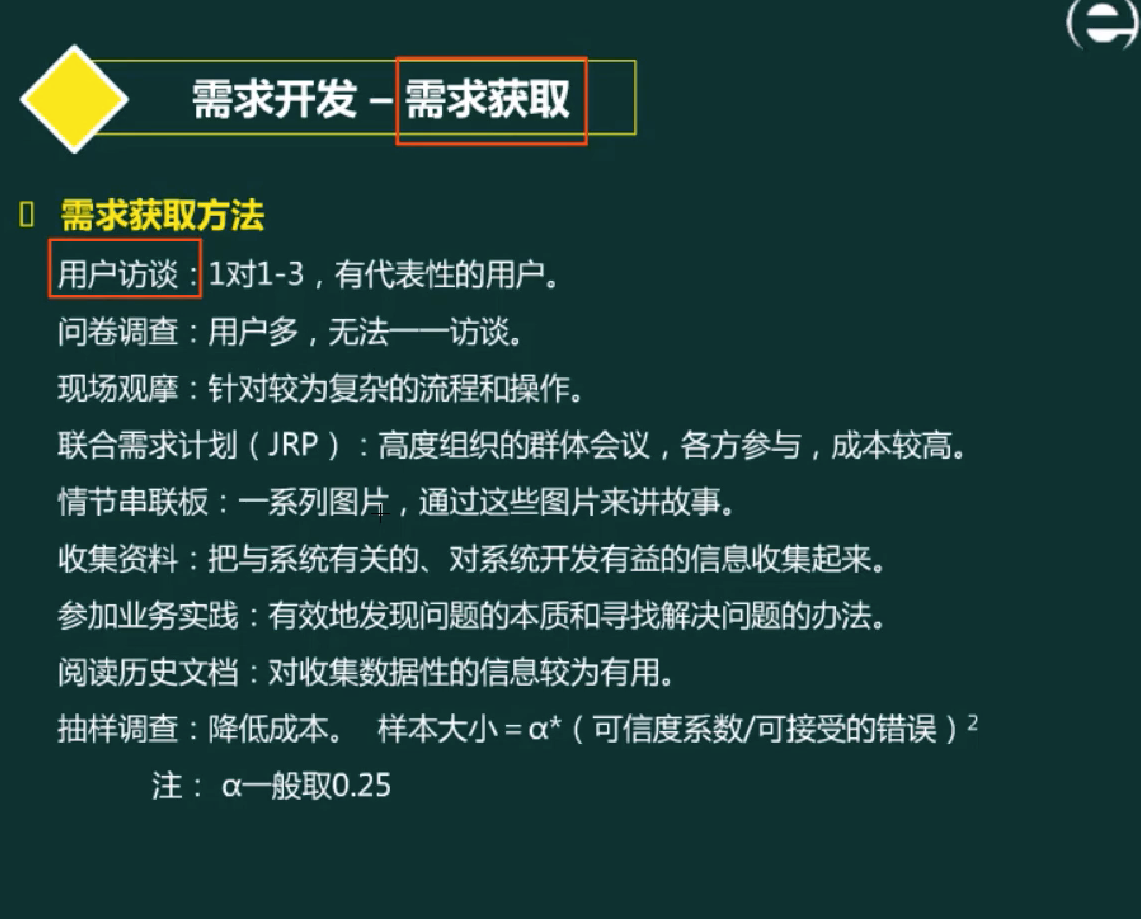 需求开发 – 需求获取
需求获取方法
用户访谈：1对1-3，有代表性的用户。
问卷调查：用户多，无法一一访谈。
现场观摩：针对较为复杂的流程和操作。
联合需求计划（JRP）：高度组织的群体会议，各方参与，成本较高。
情节串联板：一系列图片，通过这些图片来讲故事。
收集资料：把与系统有关的、对系统开发有益的信息收集起来。
参加业务实践：有效地发现问题的本质和寻找解决问题的办法。
阅读历史文档：对收集数据性的信息较为有用。
抽样调查：降低成本。 样本大小＝α*（可信度系数/可接受的错误）²
注： α一般取0.25